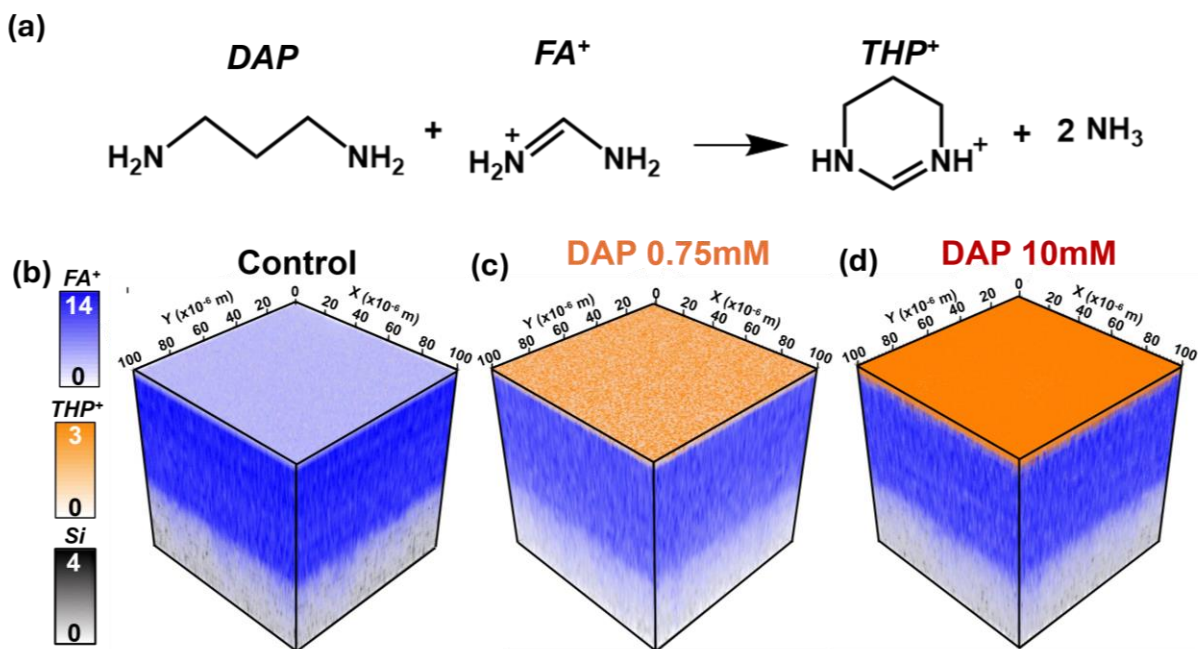 (a)
DAP
FA+
THP+
H2N
NH2
+
H2N
+
NH2
HN
NH+
+ 2 NH3
(b)
Control
(c)
DAP 0.75mM
(d)
DAP 10mM
FA+
14
0
THP+
3
0
Si
4
0
Y (x10-6 m)
X (x10-6 m)
100 80 60 40 20 0 20 40 60 80 100
Y (x10-6 m)
X (x10-6 m)
100 80 60 40 20 0 20 40 60 80 100
Y (x10-6 m)
X (x10-6 m)
100 80 60 40 20 0 20 40 60 80 100